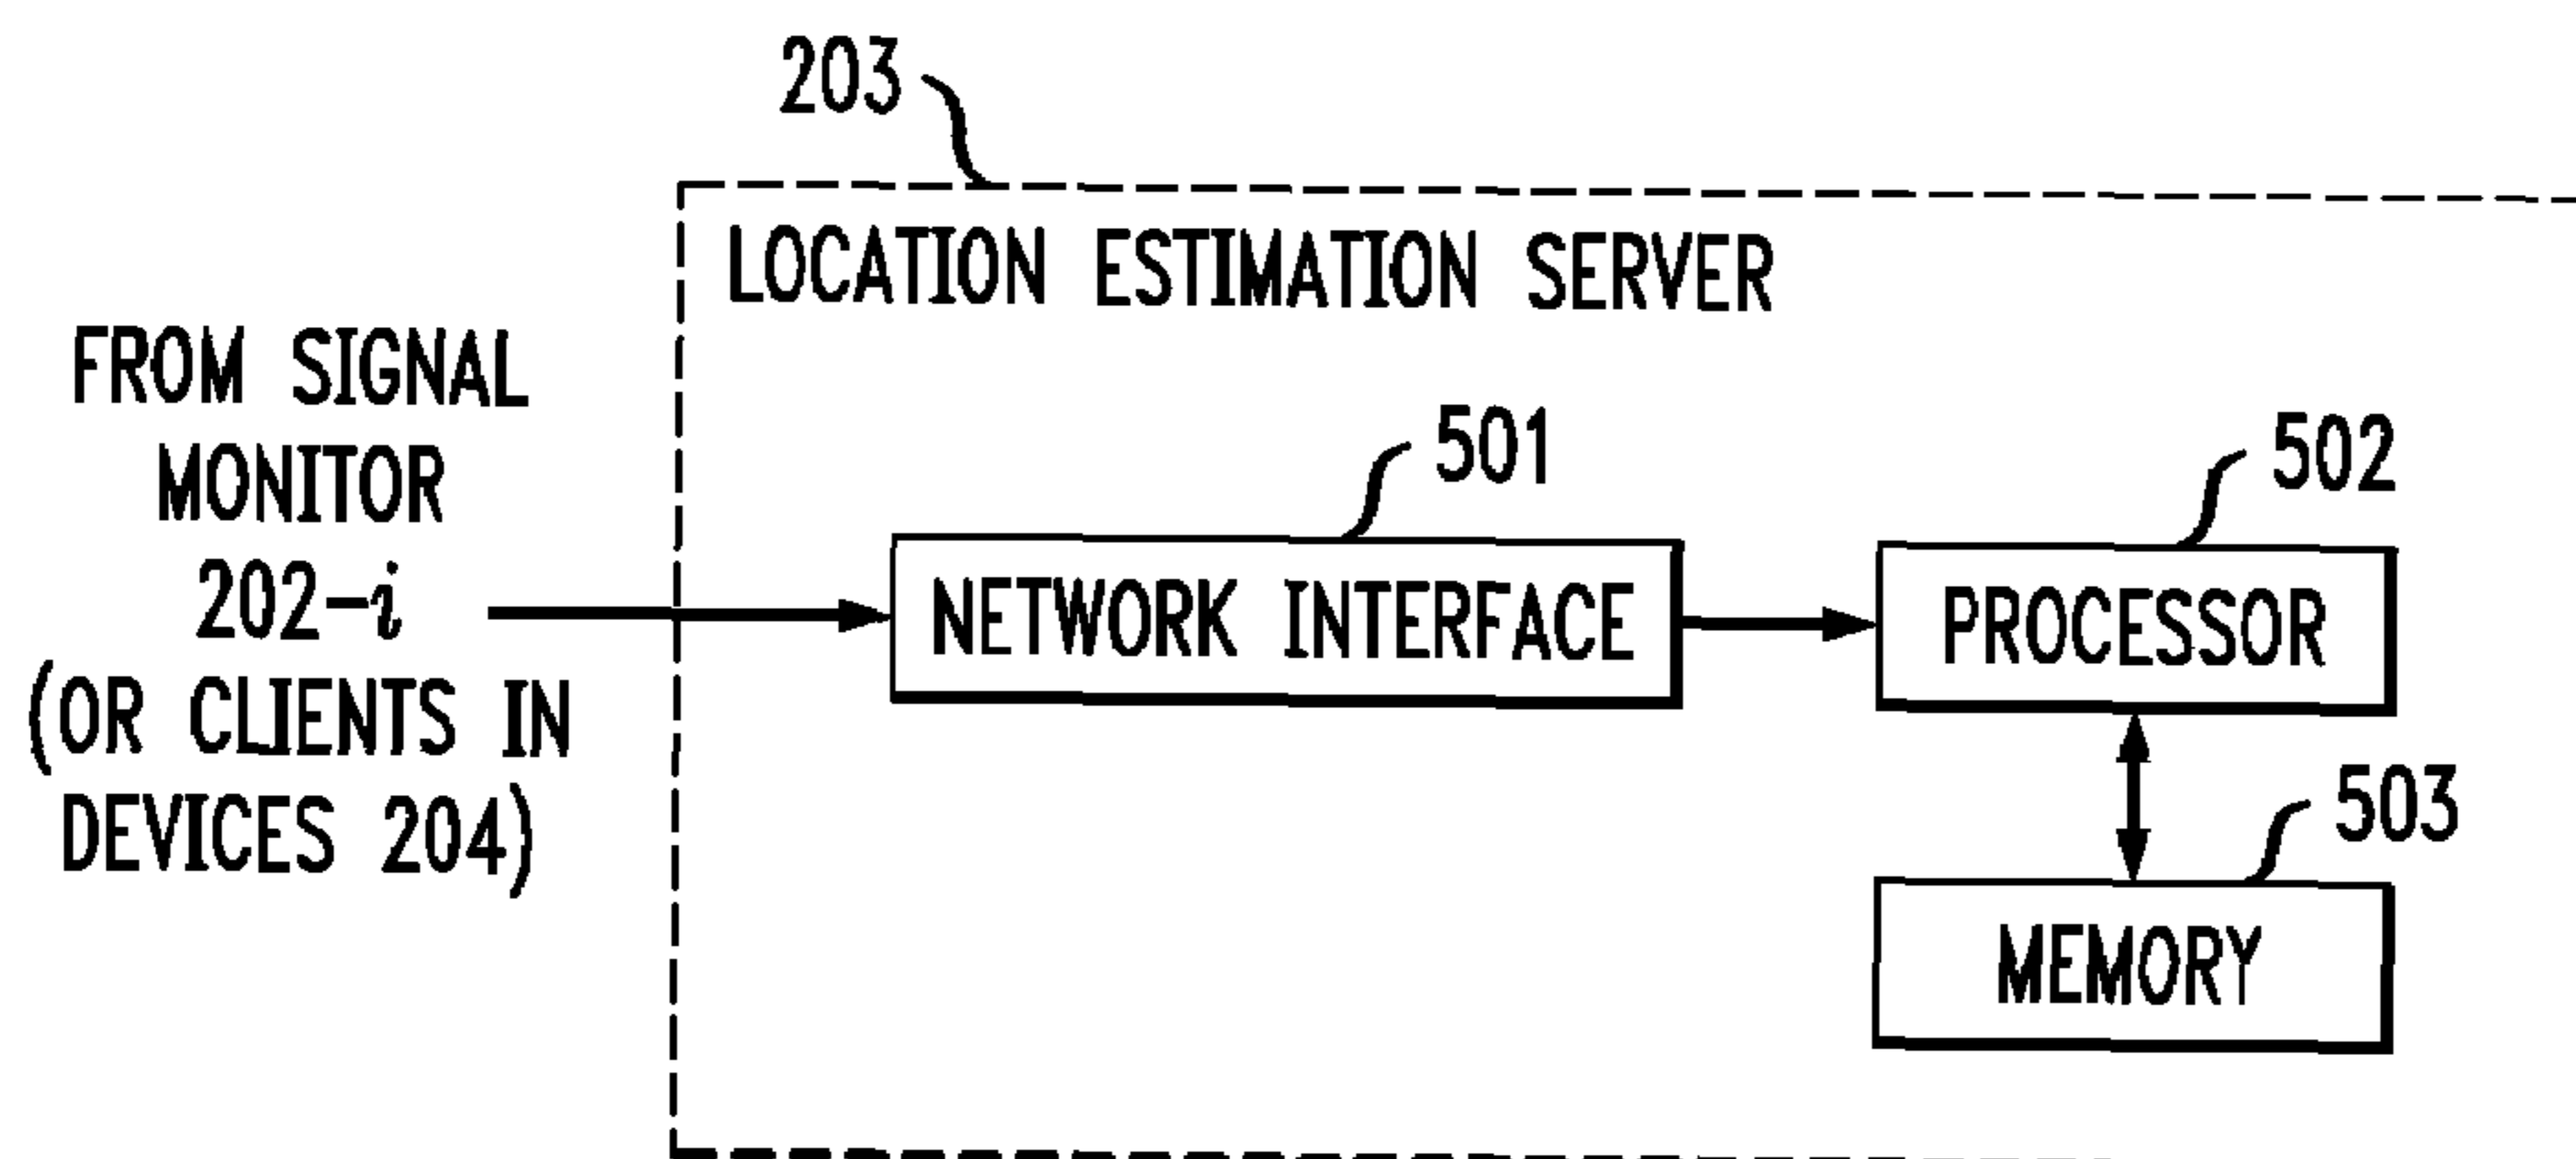 203
LOCATION ESTIMATION SERVER
FROM SIGNAL
MONITOR
202-i
(OR CLIENTS IN
DEVICES 204)
501
NETWORK INTERFACE
502
PROCESSOR
503
MEMORY